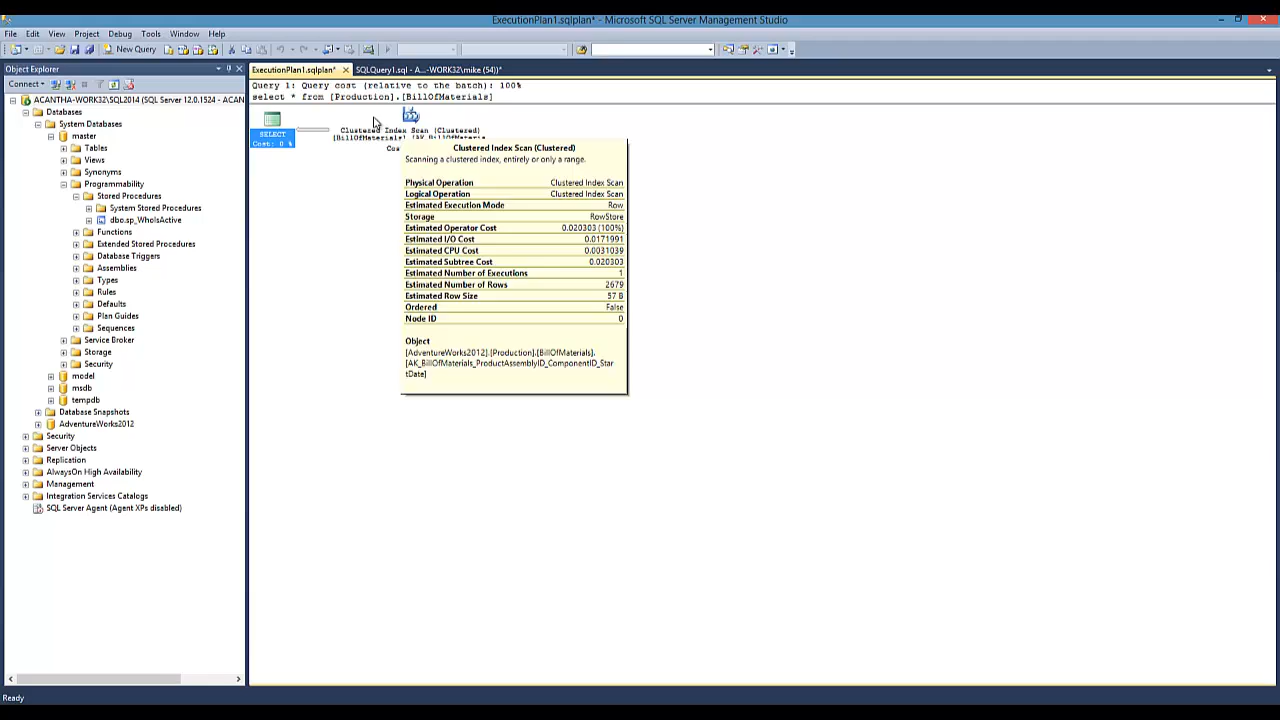 ExecutionPlan1.sqlplan* - Microsoft SQL Server Management Studio
File Edit View Project Debug Tools Window Help
New Query
Object Explorer
ExecutionPlan1.sqlplan* SQLQuery1.sql - A...-WORK32\mike (54))*
Connect
Query 1: Query cost (relative to the batch): 100%
select * from [Production].[BillOfMaterials]
ACANTHA-WORK32\SQL2014 (SQL Server 12.0.1524 - ACAN
Databases
System Databases
master
Tables
Views
Synonyms
Programmability
Stored Procedures
System Stored Procedures
dbo.sp_WhoIsActive
Functions
Extended Stored Procedures
Database Triggers
Assemblies
Types
Rules
Defaults
Plan Guides
Sequences
Service Broker
Storage
Security
model
msdb
tempdb
Database Snapshots
AdventureWorks2012
Security
Server Objects
Replication
AlwaysOn High Availability
Management
Integration Services Catalogs
SQL Server Agent (Agent XPs disabled)
SELECT
Cost: 0 %
Clustered Index Scan (Clustered)
[BillOfMaterials].[AK_BillOfMateria…
Cos
Clustered Index Scan (Clustered)
Scanning a clustered index, entirely or only a range.
Physical Operation Clustered Index Scan
Logical Operation Clustered Index Scan
Estimated Execution Mode Row
Storage RowStore
Estimated Operator Cost 0.020303 (100%)
Estimated I/O Cost 0.0171991
Estimated CPU Cost 0.0031039
Estimated Subtree Cost 0.020303
Estimated Number of Executions 1
Estimated Number of Rows 2679
Estimated Row Size 57 B
Ordered False
Node ID 0
Object
[AdventureWorks2012].[Production].[BillOfMaterials].
[AK_BillOfMaterials_ProductAssemblyID_ComponentID_Star
tDate]
Ready